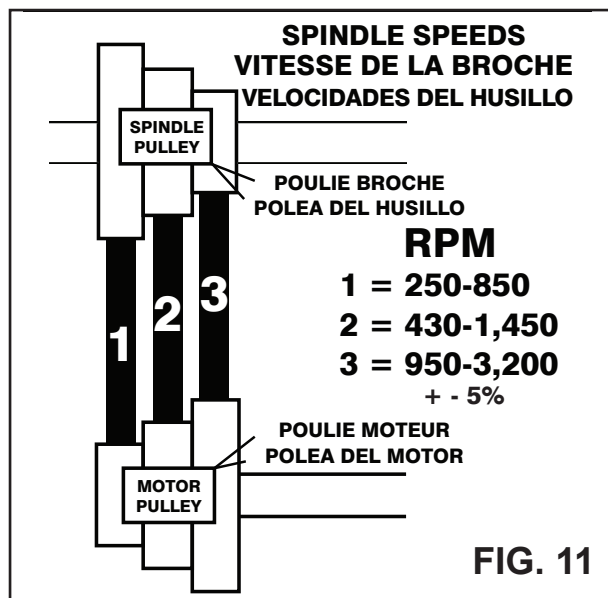 SPINDLE SPEEDS
VITESSE DE LA BROCHE
VELOCIDADES DEL HUSILLO
SPINDLE
PULLEY
POULIE BROCHE
POLEA DEL HUSILLO
RPM
1 = 250-850
2 = 430-1,450
3 = 950-3,200
+ - 5%
1
2
3
POULIE MOTEUR
POLEA DEL MOTOR
MOTOR
PULLEY
FIG. 11